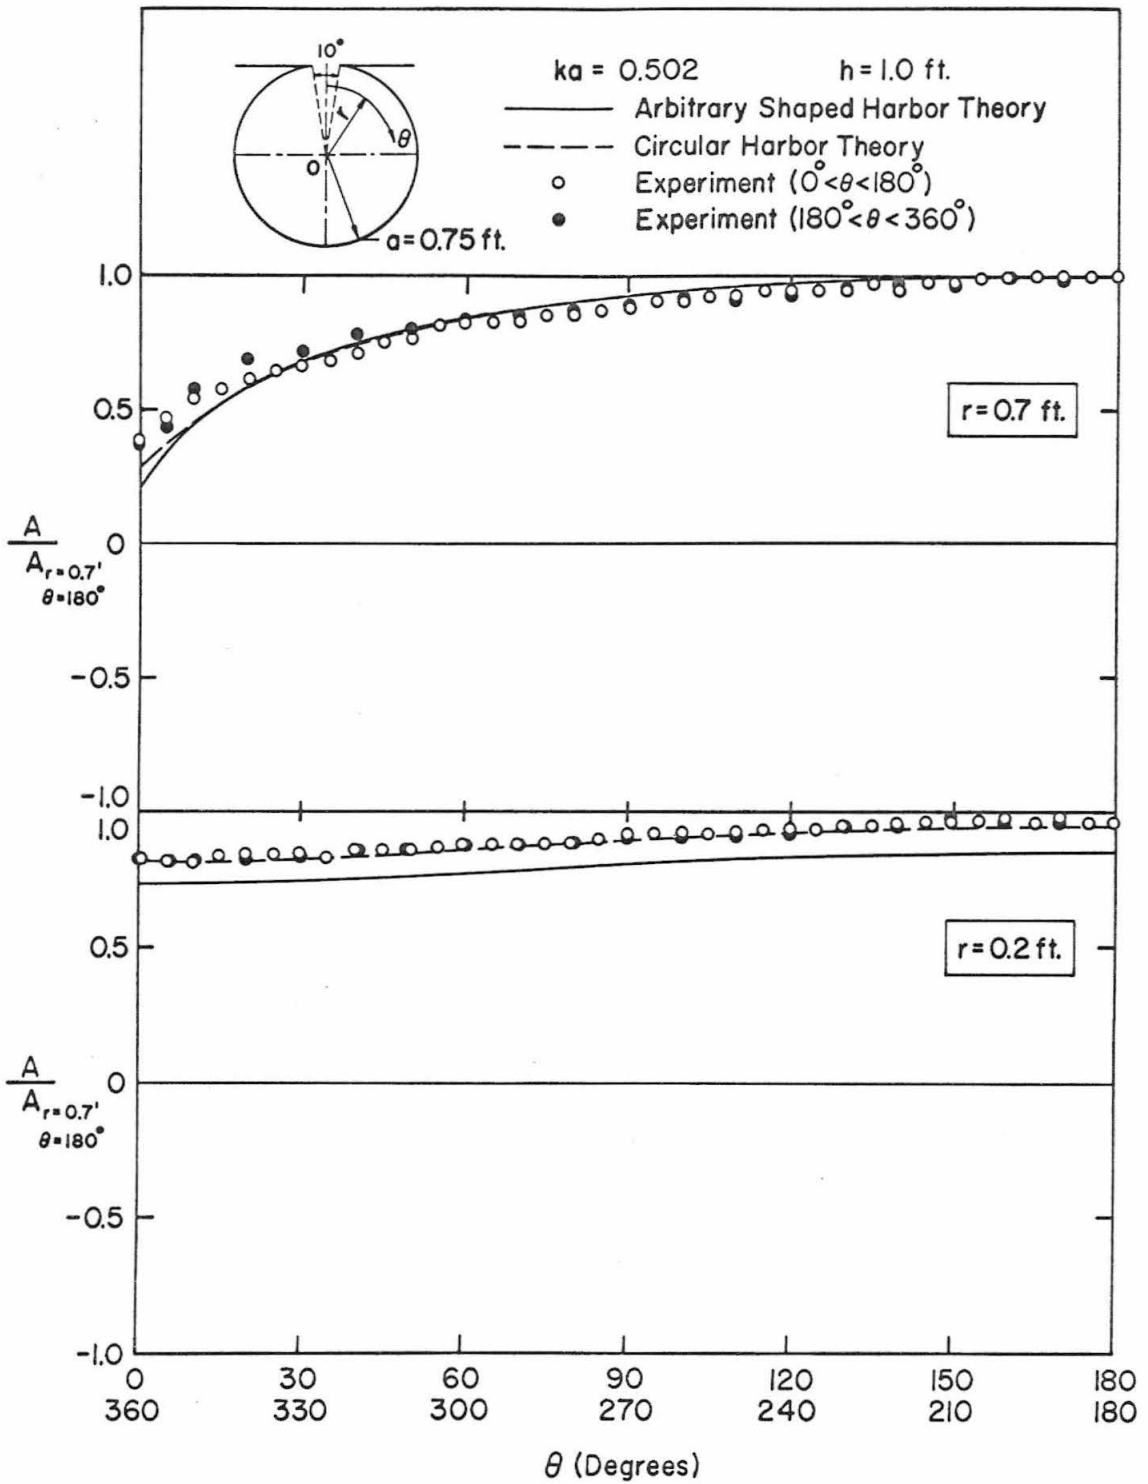 10°
r
θ
O
a=0.75 ft.
ka = 0.502 h=1.0 ft.
Arbitrary Shaped Harbor Theory
Circular Harbor Theory
Experiment (0°<θ<180°)
Experiment (180°<θ<360°)
1.0
0.5
r=0.7 ft.
A
A r=0.7'
θ=180°
0
-0.5
-1.0
1.0
0.5
r=0.2 ft.
A
A r=0.7'
θ=180°
0
-0.5
-1.0
0 30 60 90 120 150 180
360 330 300 270 240 210 180
θ (Degrees)